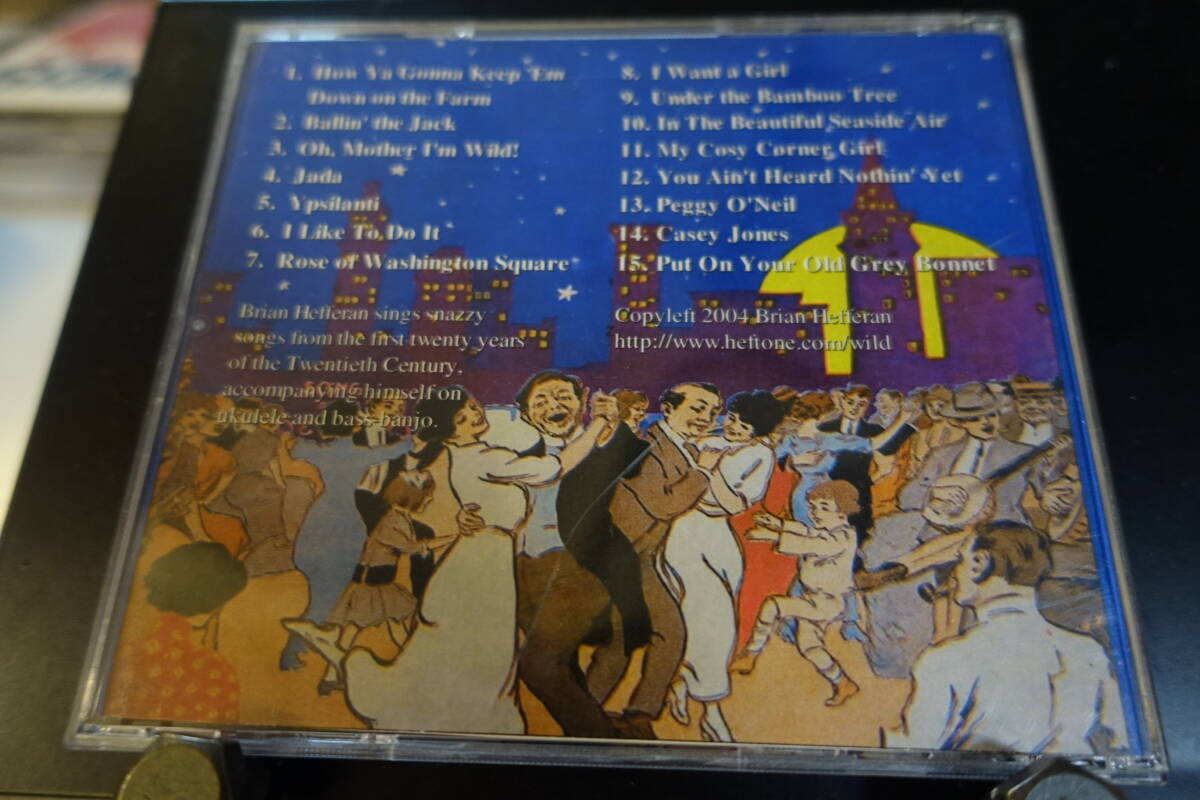 1. How Ya Gonna Keep 'Em
Down on the Farm
2. Ballin' the Jack
3. Oh, Mother I'm Wild!
4. Jada
5. Ypsilanti
6. I Like To Do It
7. Rose of Washington Square
8. I Want a Girl
9. Under the Bamboo Tree
10. In The Beautiful Seaside Air
11. My Cosy Corner Girl
12. You Ain't Heard Nothin' Yet
13. Peggy O'Neil
14. Casey Jones
15. Put On Your Old Grey Bonnet
Brian Hefferan sings snazzy
songs from the first twenty years
of the Twentieth Century,
accompanying himself on
ukulele and bass-banjo.
Copyleft 2004 Brian Hefferan
http://www.heftone.com/wild